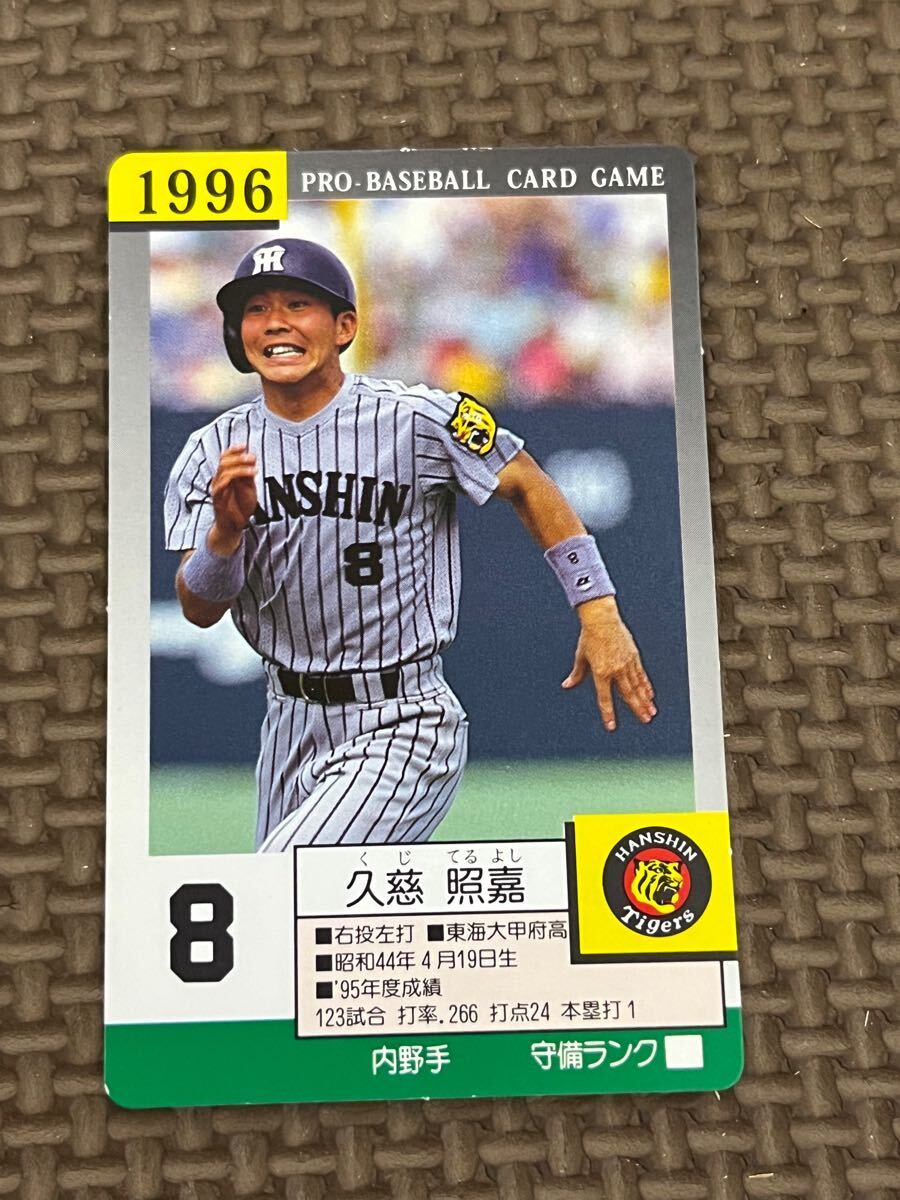 1996 PRO-BASEBALL CARD GAME
HANSHIN
8
8
くじ てるよし
久慈 照嘉
HANSHIN
Tigers
8
■右投左打 ■東海大甲府高
■昭和44年4月19日生
■'95年度成績
123試合 打率.266 打点24 本塁打1
内野手 守備ランク